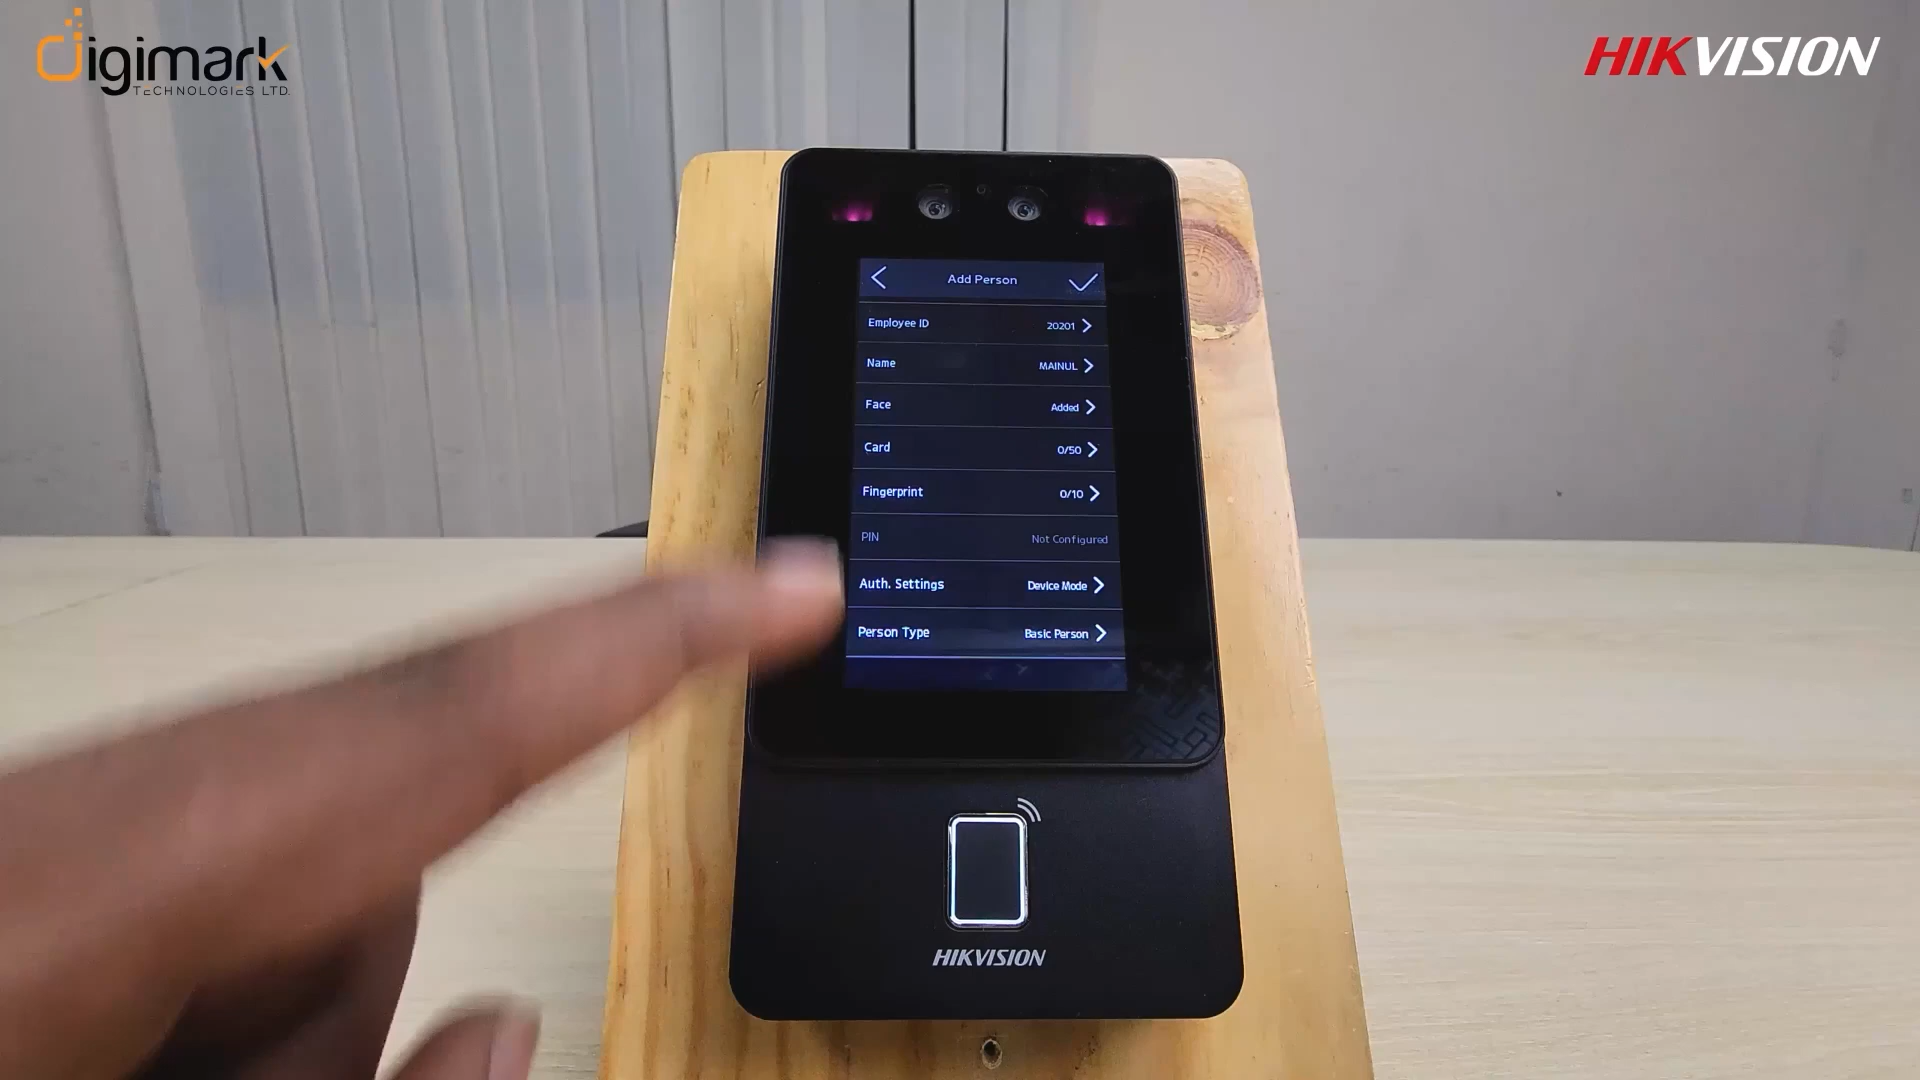 digimark
TECHNOLOGIES LTD.
HIKVISION
Add Person
Employee ID 20201
Name MAINUL
Face Added
Card 0/50
Fingerprint 0/10
PIN Not Configured
Auth. Settings Device Mode
Person Type Basic Person
HIKVISION